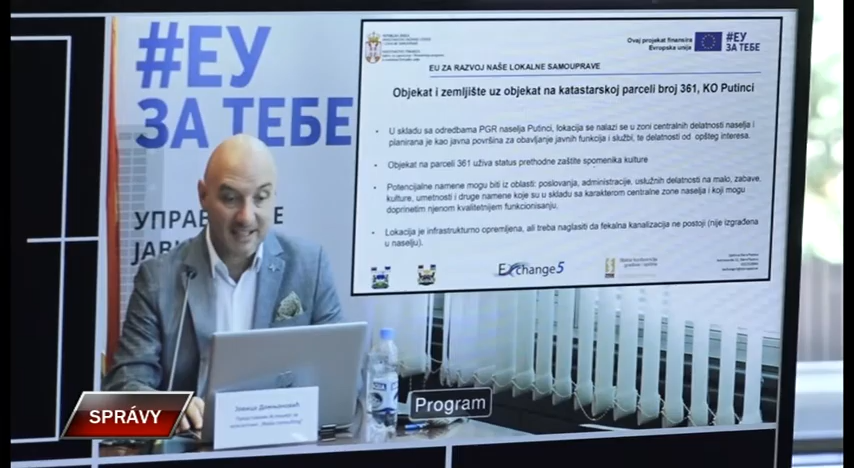 #ЕУ
ЗА ТЕБЕ
РЕПУБЛИКА СРБИЈА
Ovaj projekat finansira
Evropska unija
#ЕУ
ЗА ТЕБЕ
EU ZA RAZVOJ NAŠE LOKALNE SAMOUPRAVE
Objekat i zemljište uz objekat na katastarskoj parceli broj 361, KO Putinci
• U skladu sa odredbama PGR naselja Putinci, lokacija se nalazi se u zoni centralnih delatnosti naselja i
planirana je kao javna površina za obavljanje javnih funkcija i službi, te delatnosti od opšteg interesa.
• Objekat na parceli 361 uživa status prethodne zaštite spomenika kulture
• Potencijalne namene mogu biti iz oblasti: poslovanja, administracije, uslužnih delatnosti na malo, zabave,
kulture, umetnosti i druge namene koje su u skladu sa karakterom centralne zone naselja i koji mogu
doprinetim njenom kvalitetnijem funkcionisanju.
• Lokacija je infrastrukturno opremljena, ali treba naglasiti da fekalna kanalizacija ne postoji (nije izgrađena
u naselju).
Exchange 5
УПРАВ
ЈАВ
Program
SPRÁVY